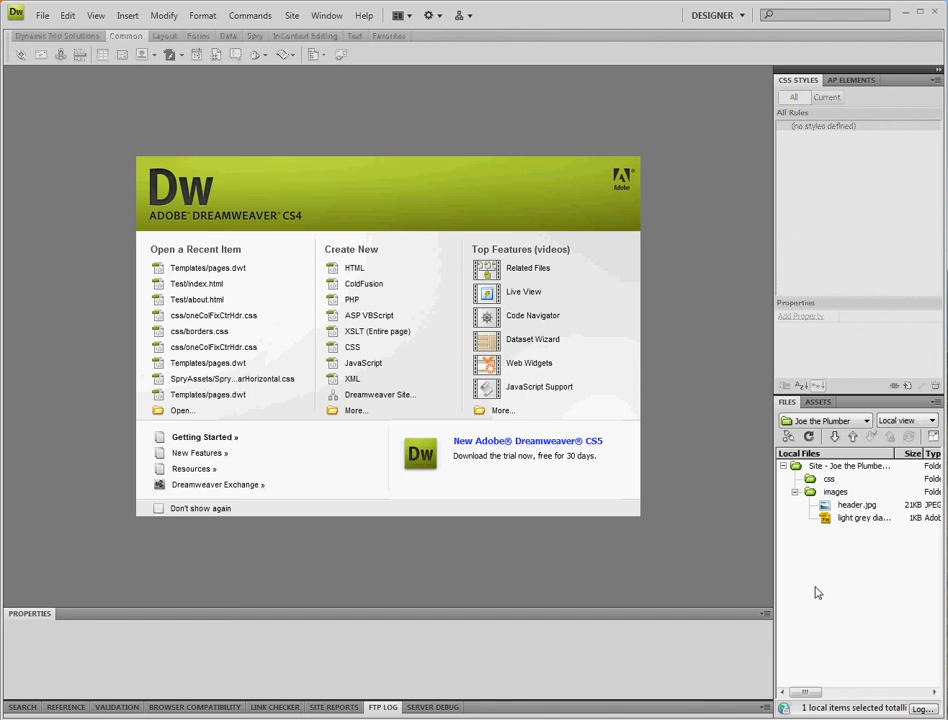 Dw File Edit View Insert Modify Format Commands Site Window Help DESIGNER
Dynamic Trio Solutions Common Layout Forms Data Spry InContext Editing Text Favorites
CSS STYLES AP ELEMENTS
All Current
All Rules
(no styles defined)
Dw
ADOBE® DREAMWEAVER® CS4
Adobe
Open a Recent Item
Templates/pages.dwt
Test/index.html
Test/about.html
css/oneColFixCtrHdr.css
css/borders.css
css/oneColFixCtrHdr.css
Templates/pages.dwt
SpryAssets/Spry...arHorizontal.css
Templates/pages.dwt
Open...
Create New
HTML
ColdFusion
PHP
ASP VBScript
XSLT (Entire page)
CSS
JavaScript
XML
Dreamweaver Site...
More...
Top Features (videos)
Related Files
Live View
Code Navigator
Dataset Wizard
Web Widgets
JavaScript Support
More...
Getting Started »
New Features »
Resources »
Dreamweaver Exchange »
Dw
New Adobe® Dreamweaver® CS5
Download the trial now, free for 30 days.
Don't show again
Properties
Add Property
FILES ASSETS
Joe the Plumber Local view
Local Files Size Typ
Site - Joe the Plumbe... Folde
css Folde
images Folde
header.jpg 21KB JPEG
light grey dia... 1KB Adob
PROPERTIES
SEARCH REFERENCE VALIDATION BROWSER COMPATIBILITY LINK CHECKER SITE REPORTS FTP LOG SERVER DEBUG
1 local items selected totalli Log...